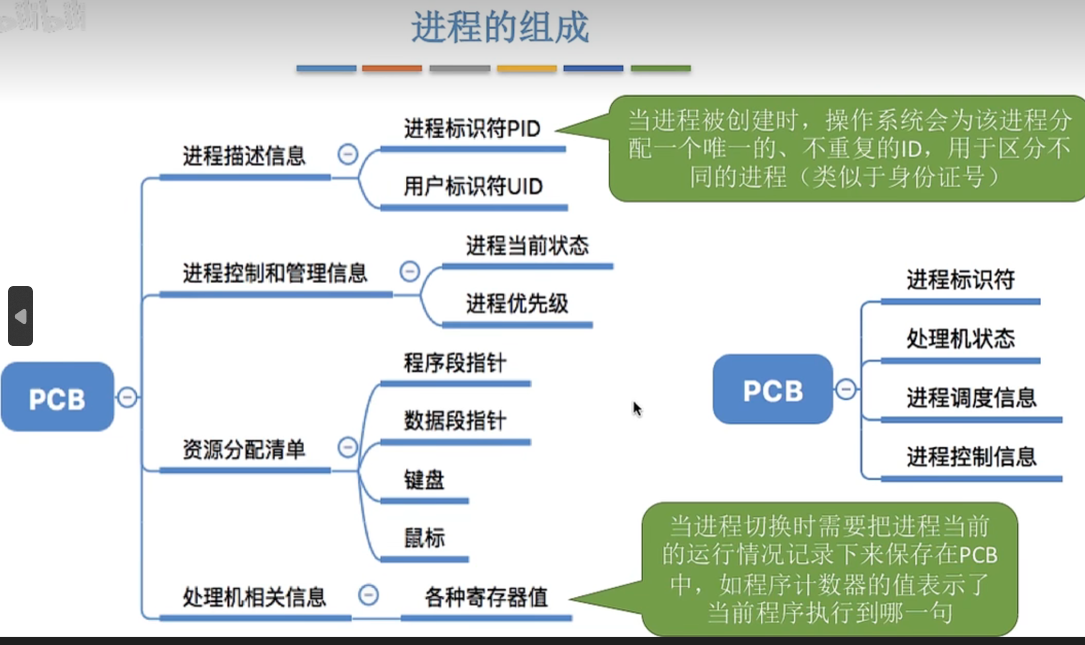 进程的组成
进程描述信息
进程标识符PID
用户标识符UID
当进程被创建时，操作系统会为该进程分
配一个唯一的、不重复的ID，用于区分不
同的进程（类似于身份证号）
进程控制和管理信息
进程当前状态
进程优先级
PCB
资源分配清单
程序段指针
数据段指针
键盘
鼠标
处理机相关信息
各种寄存器值
当进程切换时需要把进程当前
的运行情况记录下来保存在PCB
中，如程序计数器的值表示了
当前程序执行到哪一句
PCB
进程标识符
处理机状态
进程调度信息
进程控制信息